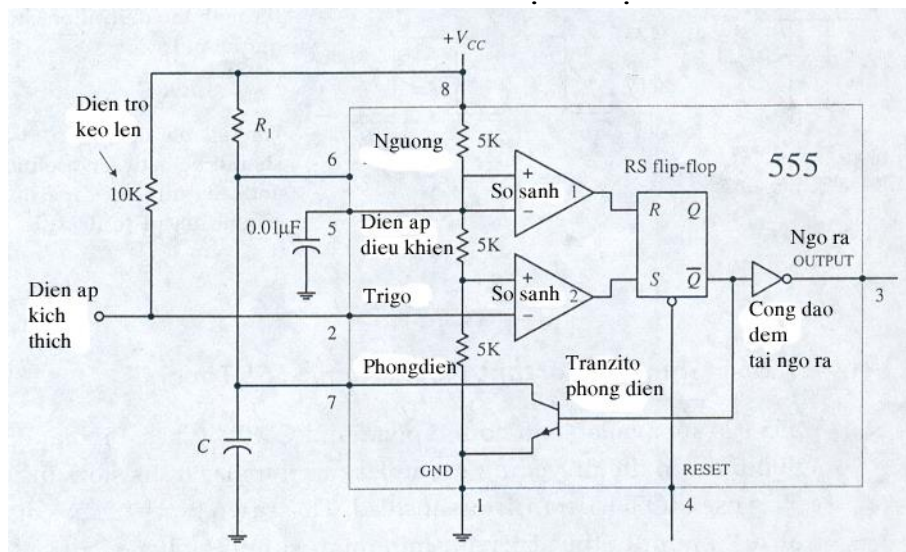 +VCC
8
Dien tro
keo len
R1
Nguong
5K
RS flip-flop
555
6
10K
+
So sanh 1
−
R Q
0.01µF
5
Dien ap
dieu khien
5K
Ngo ra
OUTPUT
+
So sanh 2
−
S Q̅
3
Dien ap
kich
thich
Trigo
2
Cong dao
dem
tai ngo ra
5K
Phongdien
7
Tranzito
phong dien
C
GND
RESET
1
4